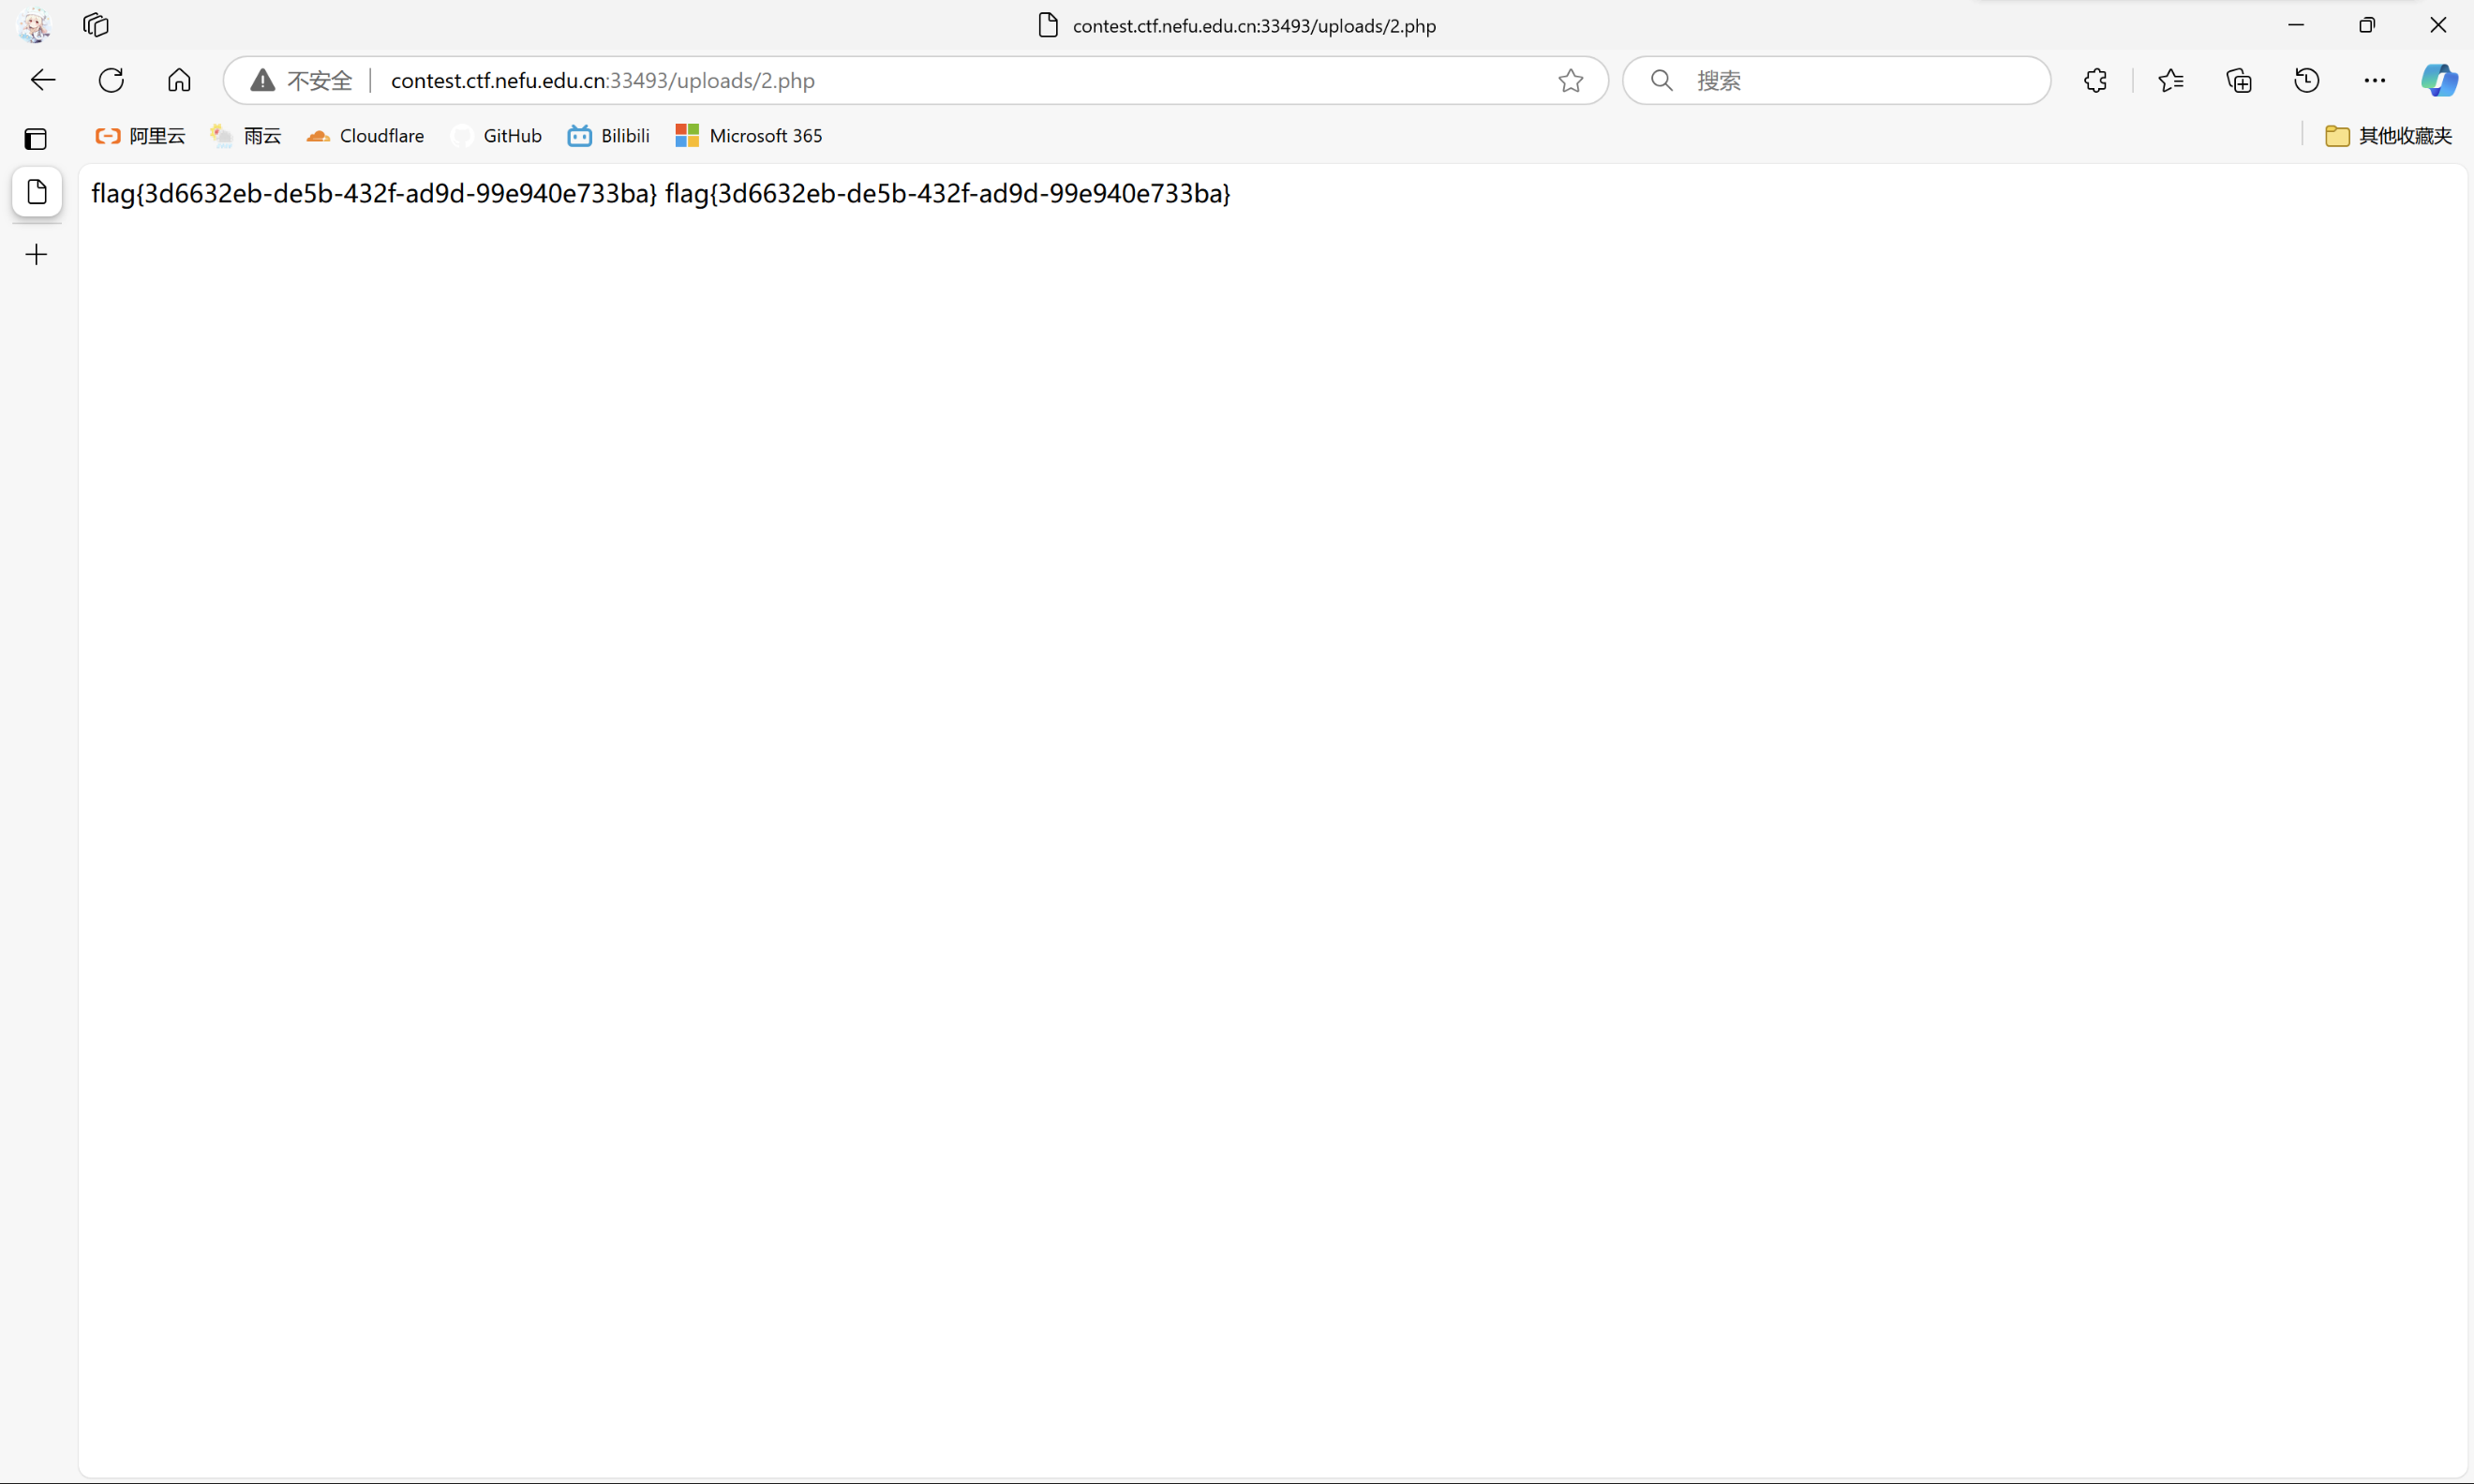 contest.ctf.nefu.edu.cn:33493/uploads/2.php
不安全 contest.ctf.nefu.edu.cn:33493/uploads/2.php 搜索
阿里云 雨云 Cloudflare GitHub Bilibili Microsoft 365 其他收藏夹
flag{3d6632eb-de5b-432f-ad9d-99e940e733ba} flag{3d6632eb-de5b-432f-ad9d-99e940e733ba}